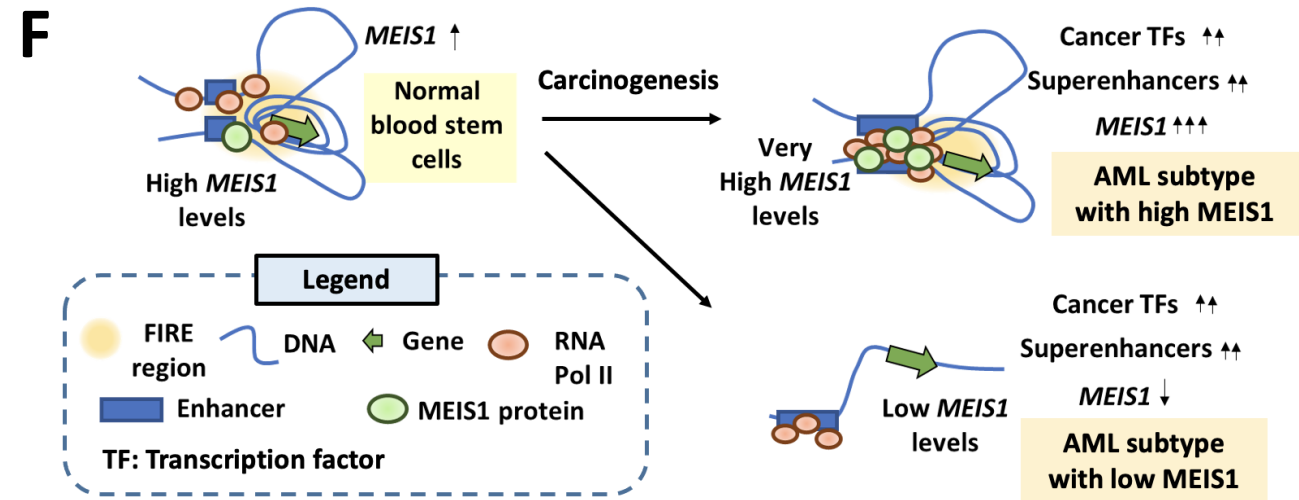 F
MEIS1 ↑
Normal
blood stem
cells
High MEIS1
levels
Carcinogenesis
Very
High MEIS1
levels
Cancer TFs ↑↑
Superenhancers ↑↑
MEIS1 ↑↑↑
AML subtype
with high MEIS1
Low MEIS1
levels
Cancer TFs ↑↑
Superenhancers ↑↑
MEIS1 ↓
AML subtype
with low MEIS1
Legend
FIRE
region
DNA
Gene
RNA
Pol II
Enhancer
MEIS1 protein
TF: Transcription factor